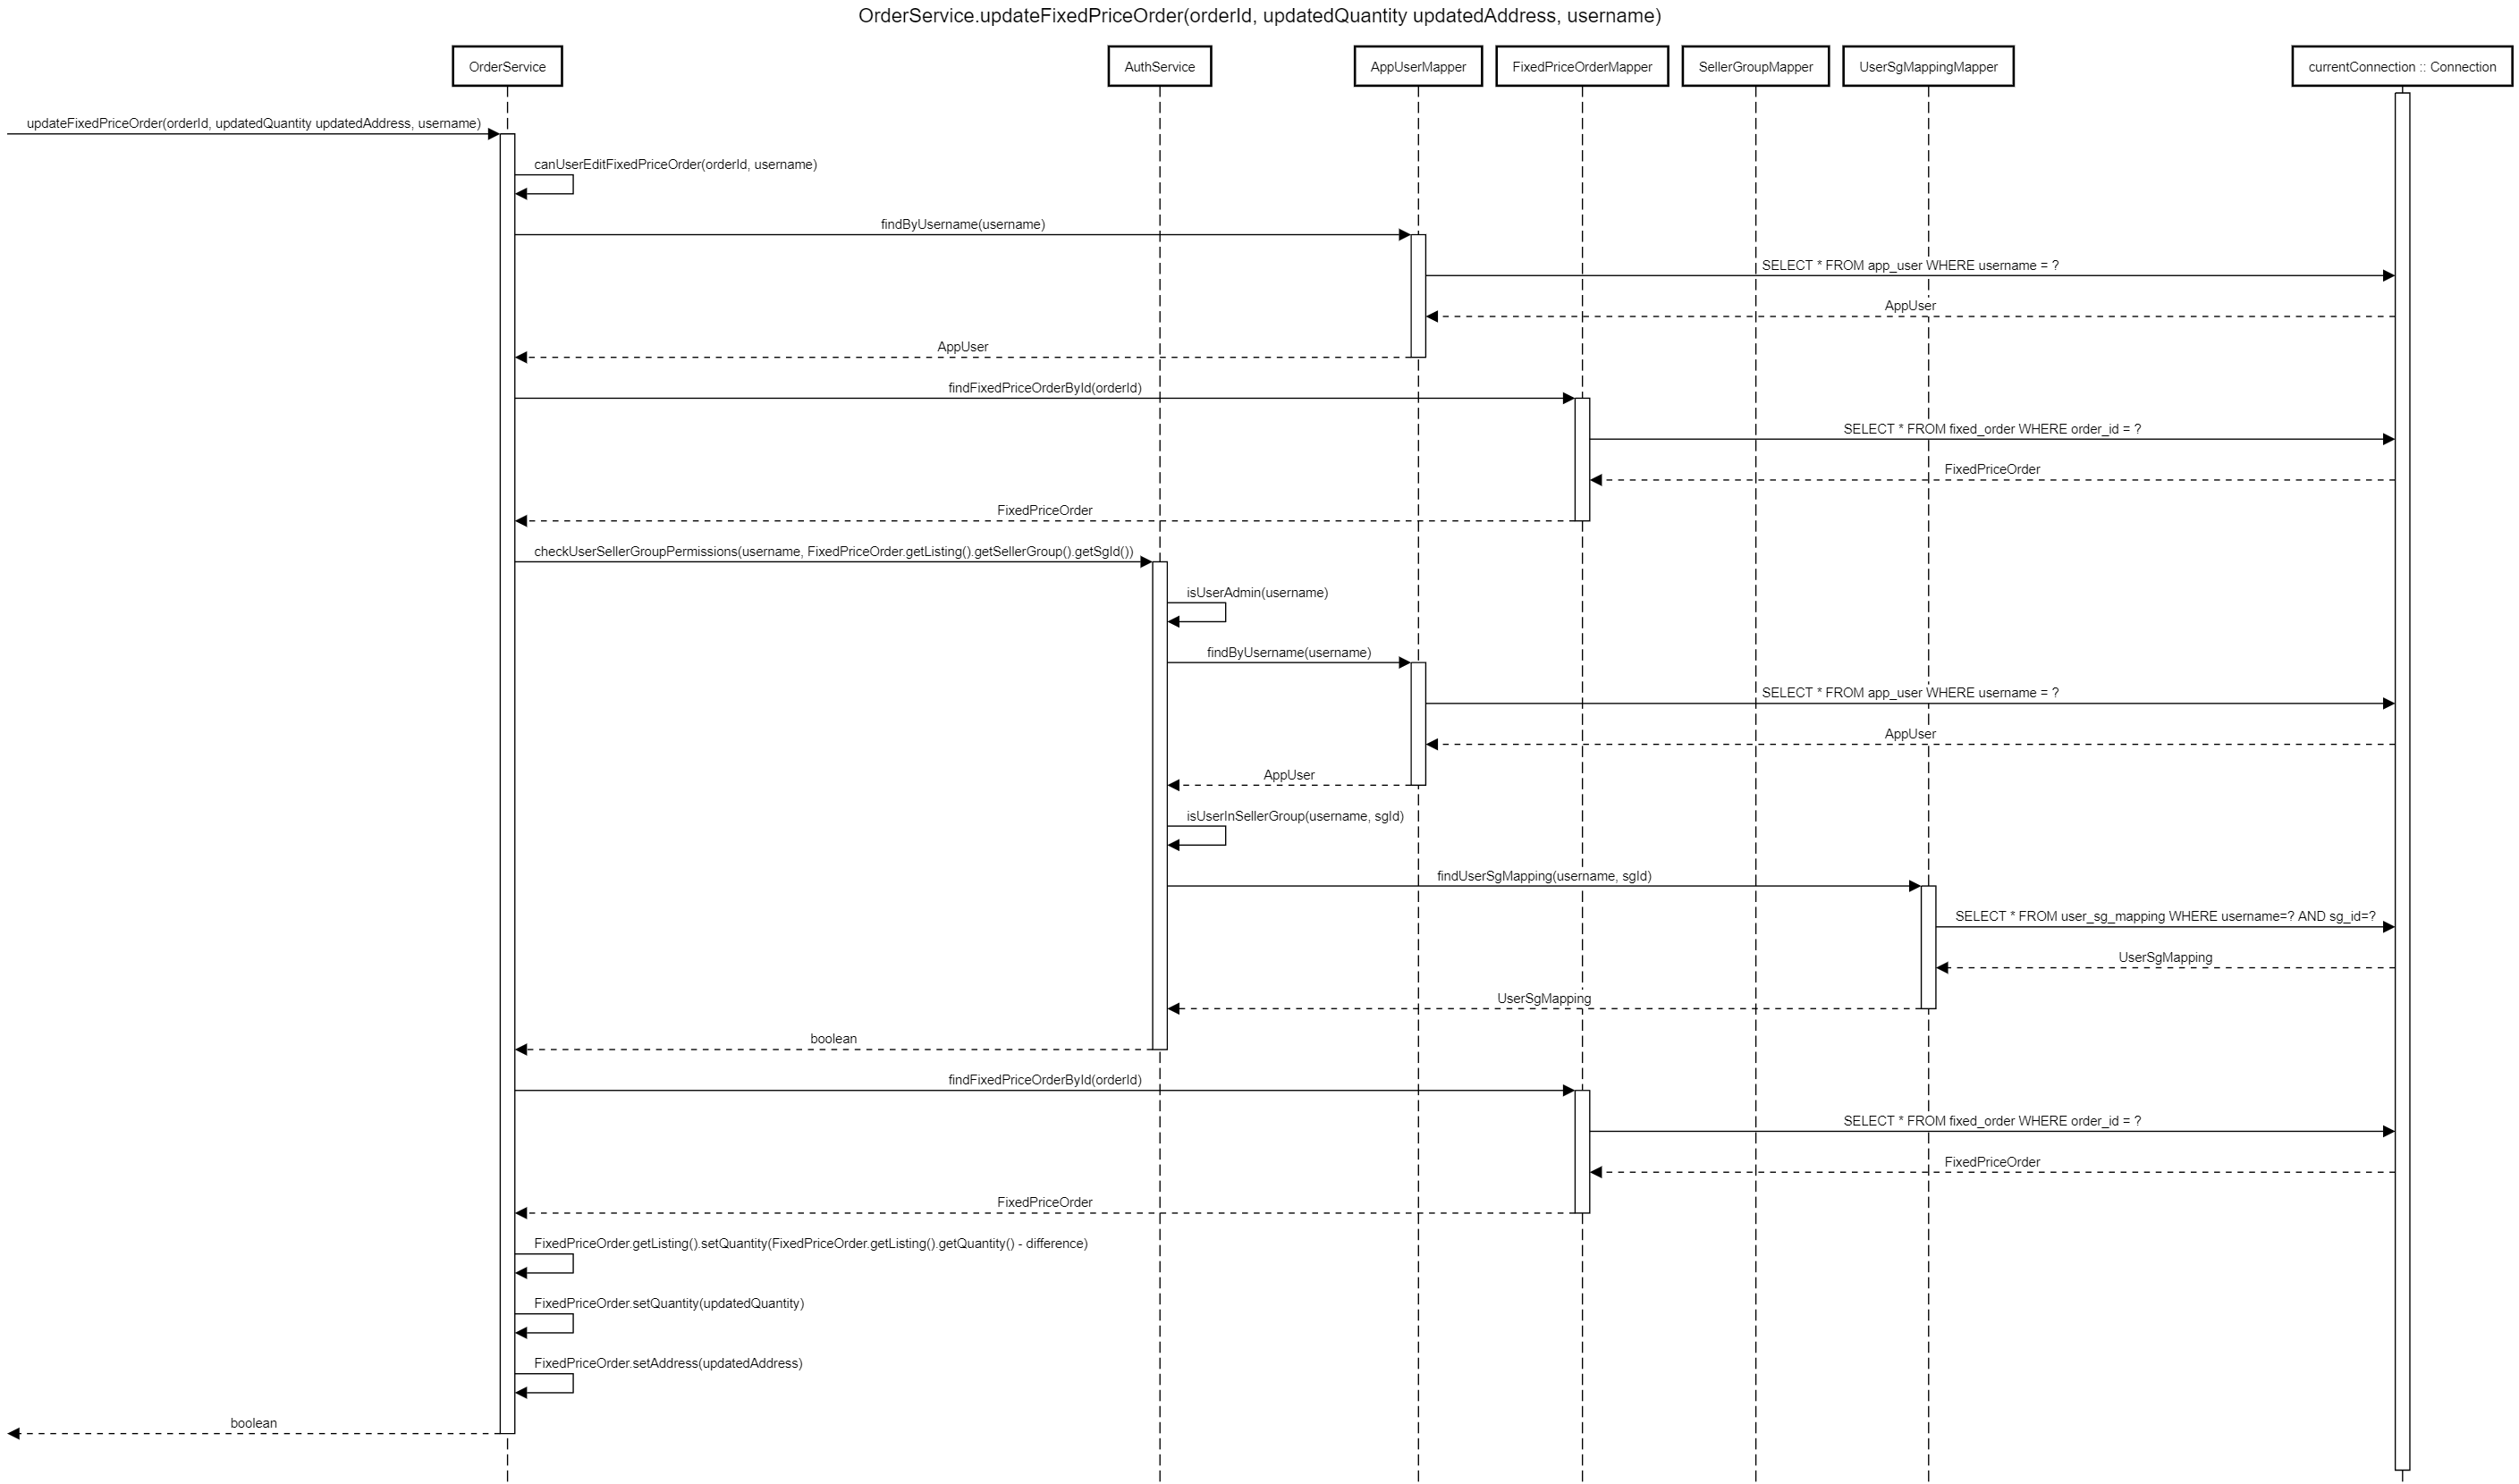 OrderService.updateFixedPriceOrder(orderId, updatedQuantity updatedAddress, username)
OrderService
AuthService
AppUserMapper
FixedPriceOrderMapper
SellerGroupMapper
UserSgMappingMapper
currentConnection :: Connection
updateFixedPriceOrder(orderId, updatedQuantity updatedAddress, username)
canUserEditFixedPriceOrder(orderId, username)
findByUsername(username)
SELECT * FROM app_user WHERE username = ?
AppUser
AppUser
findFixedPriceOrderById(orderId)
SELECT * FROM fixed_order WHERE order_id = ?
FixedPriceOrder
FixedPriceOrder
checkUserSellerGroupPermissions(username, FixedPriceOrder.getListing().getSellerGroup().getSgId())
isUserAdmin(username)
findByUsername(username)
SELECT * FROM app_user WHERE username = ?
AppUser
AppUser
isUserInSellerGroup(username, sgId)
findUserSgMapping(username, sgId)
SELECT * FROM user_sg_mapping WHERE username=? AND sg_id=?
UserSgMapping
UserSgMapping
boolean
findFixedPriceOrderById(orderId)
SELECT * FROM fixed_order WHERE order_id = ?
FixedPriceOrder
FixedPriceOrder
FixedPriceOrder.getListing().setQuantity(FixedPriceOrder.getListing().getQuantity() - difference)
FixedPriceOrder.setQuantity(updatedQuantity)
FixedPriceOrder.setAddress(updatedAddress)
boolean